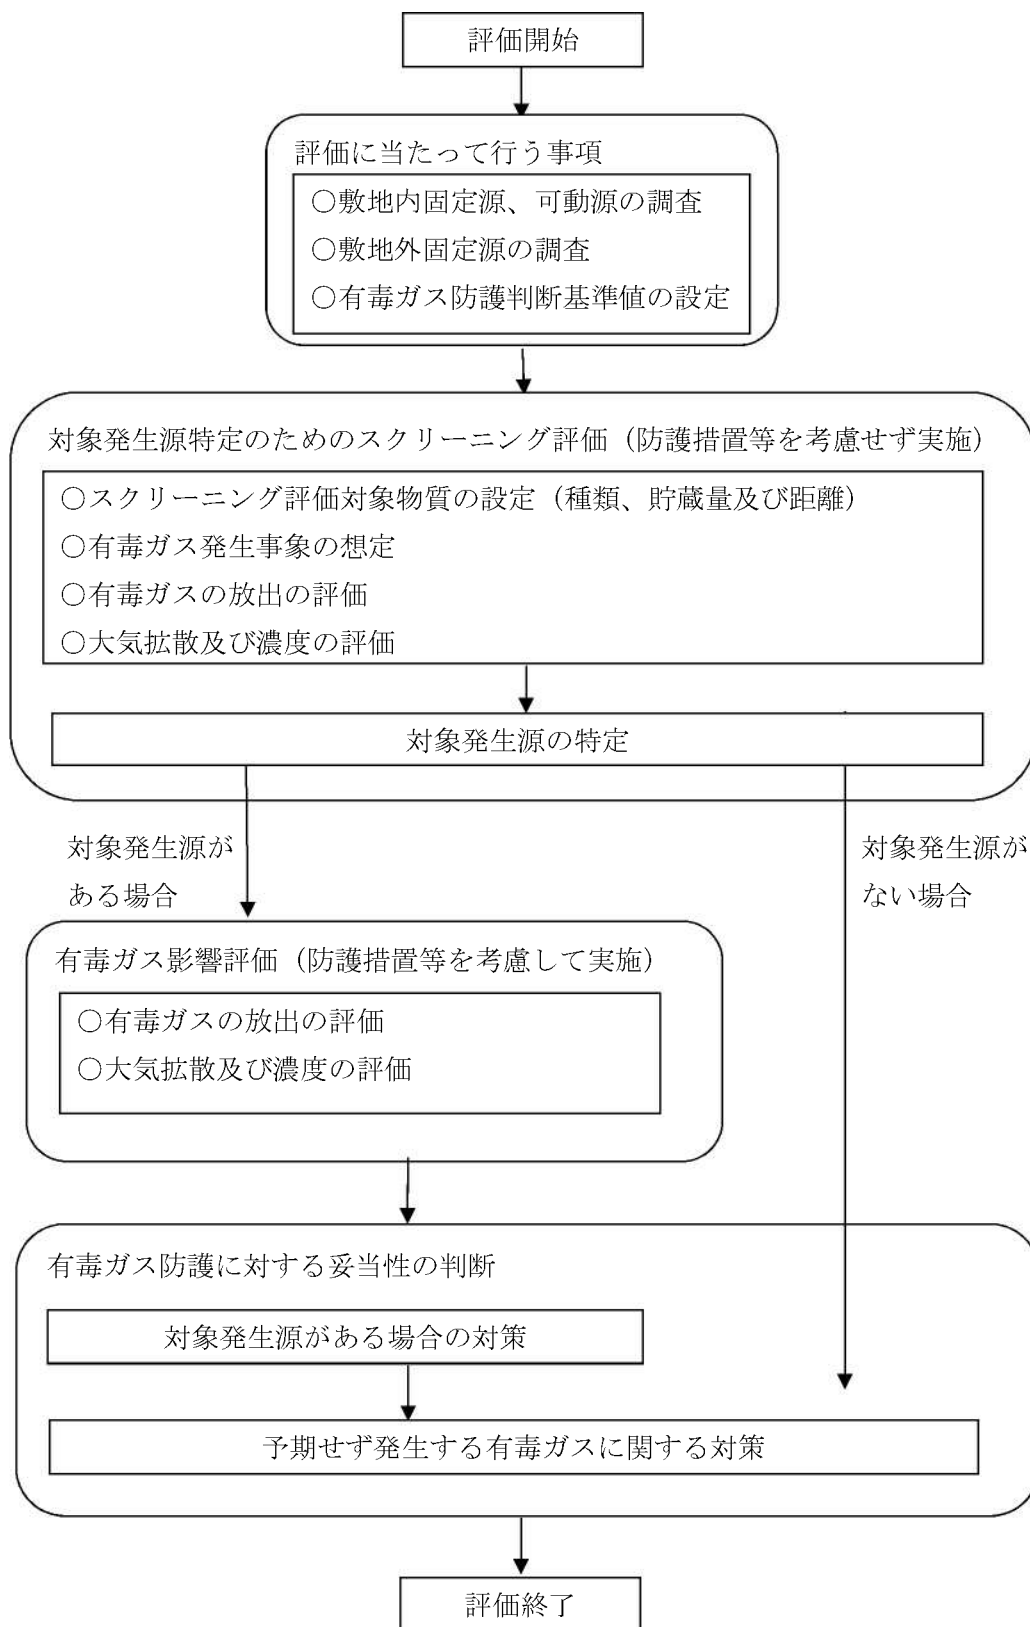 評価開始
評価に当たって行う事項
○敷地内固定源、可動源の調査
○敷地外固定源の調査
○有毒ガス防護判断基準値の設定
対象発生源特定のためのスクリーニング評価（防護措置等を考慮せず実施）
○スクリーニング評価対象物質の設定（種類、貯蔵量及び距離）
○有毒ガス発生事象の想定
○有毒ガスの放出の評価
○大気拡散及び濃度の評価
対象発生源の特定
対象発生源が
ある場合
対象発生源が
ない場合
有毒ガス影響評価（防護措置等を考慮して実施）
○有毒ガスの放出の評価
○大気拡散及び濃度の評価
有毒ガス防護に対する妥当性の判断
対象発生源がある場合の対策
予期せず発生する有毒ガスに関する対策
評価終了